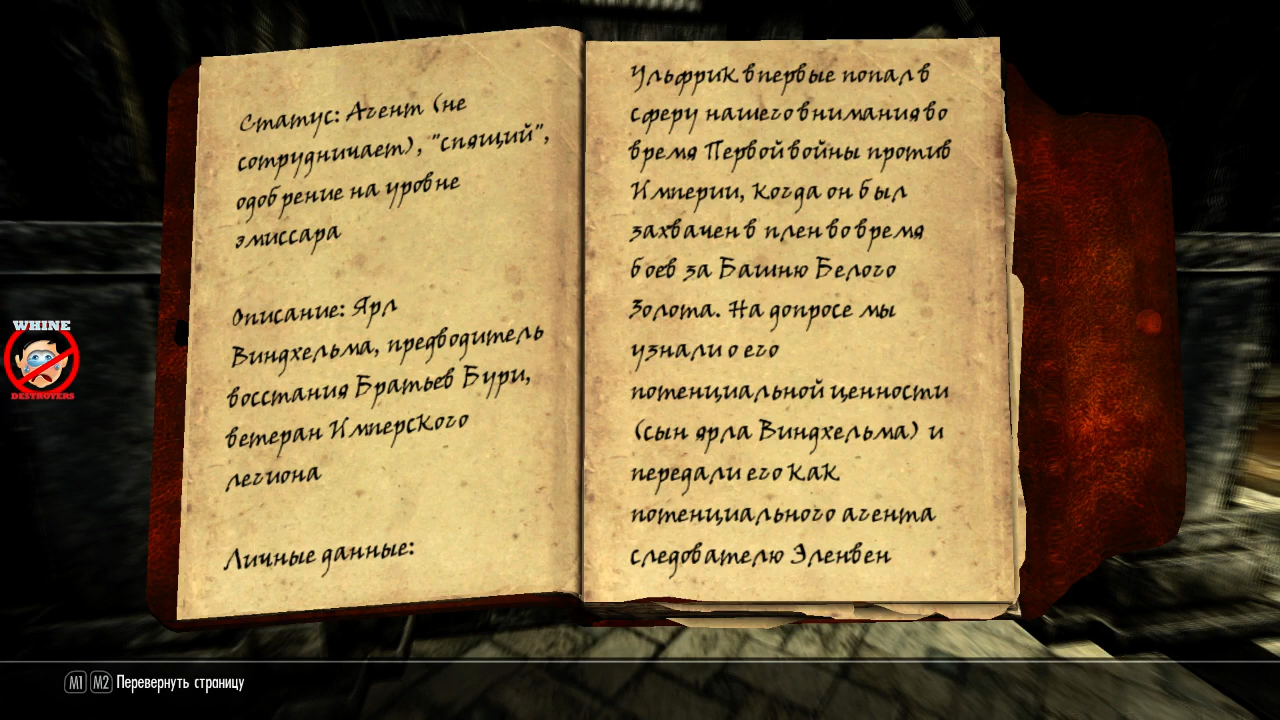 Статус: Агент (не
сотрудничает), "спящий",
одобрение на уровне
эмиссара
Описание: Ярл
Виндхельма, предводитель
восстания Братьев Бури,
ветеран Имперского
легиона
Личные данные:
Ульфрик впервые попал в
сферу нашего внимания во
время Первой войны против
Империи, когда он был
захвачен в плен во время
боев за Башню Белого
Золота. На допросе мы
узнали о его
потенциальной ценности
(сын ярла Виндхельма) и
передали его как
потенциального агента
следователю Эленвен
WHINE
DESTROYERS
M1 M2 Перевернуть страницу